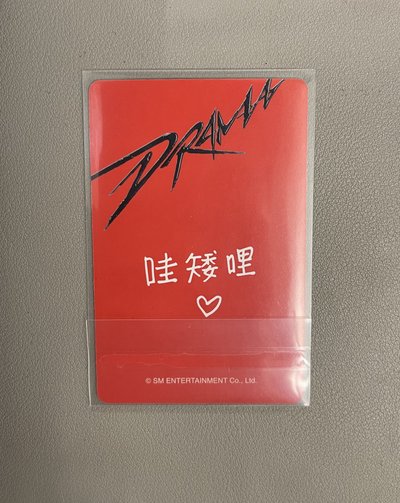 DRAMA
哇矮哩
♡
© SM ENTERTAINMENT Co., Ltd.